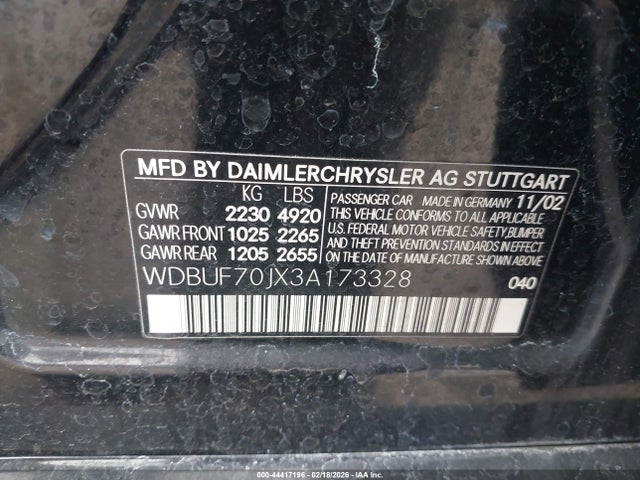 MFD BY DAIMLERCHRYSLER AG STUTTGART
KG LBS
GVWR 2230 4920
GAWR FRONT 1025 2265
GAWR REAR 1205 2655
PASSENGER CAR MADE IN GERMANY 11/02
THIS VEHICLE CONFORMS TO ALL APPLICABLE
U.S. FEDERAL MOTOR VEHICLE SAFETY, BUMPER
AND THEFT PREVENTION STANDARDS IN EFFECT
ON THE DATE OF MANUFACTURE SHOWN ABOVE.
WDBUF70JX3A173328
040
000-44417196 - 02/18/2026 - IAAI.